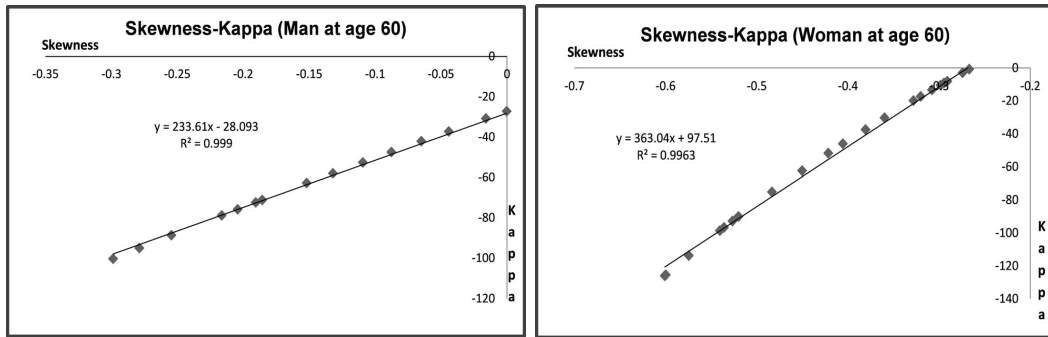 Skewness-Kappa (Man at age 60)
Skewness
-0.35 -0.3 -0.25 -0.2 -0.15 -0.1 -0.05 0
0
-20
-40
-60
-80
-100
-120
y = 233.61x - 28.093
R² = 0.999
K
a
p
p
a
Skewness-Kappa (Woman at age 60)
Skewness
-0.7 -0.6 -0.5 -0.4 -0.3 -0.2
0
-20
-40
-60
-80
-100
-120
-140
y = 363.04x + 97.51
R² = 0.9963
K
a
p
p
a